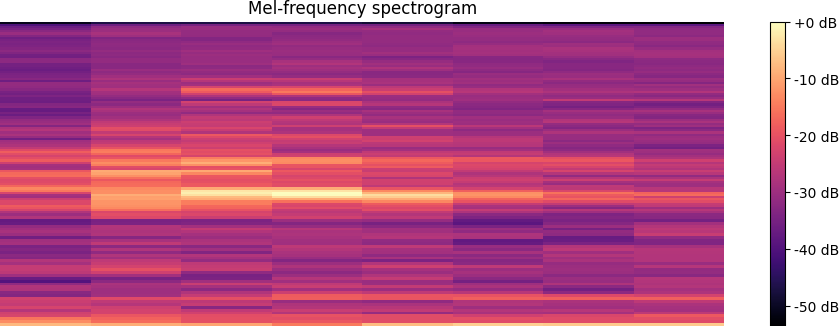 Mel-frequency spectrogram
+0 dB
-10 dB
-20 dB
-30 dB
-40 dB
-50 dB